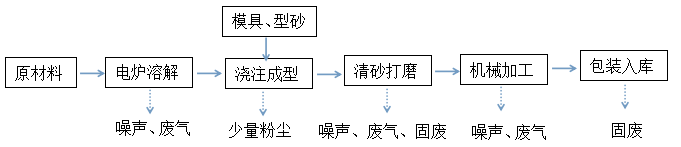 模具、型砂
原材料
电炉溶解
浇注成型
清砂打磨
机械加工
包装入库
噪声、废气
少量粉尘
噪声、废气、固废
噪声、废气
固废